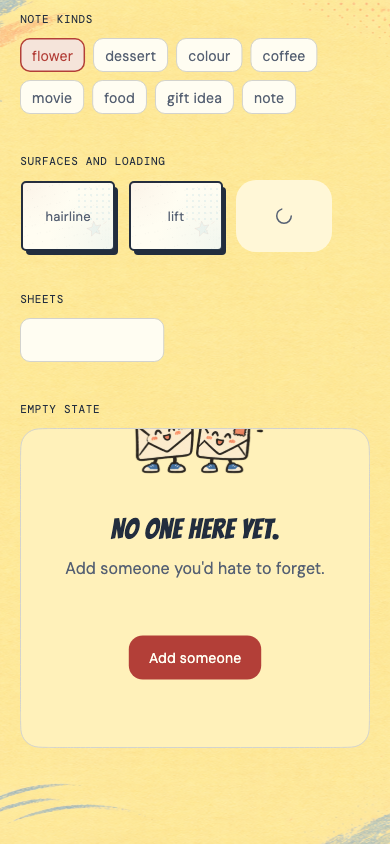 NOTE KINDS
flower dessert colour coffee
movie food gift idea note
SURFACES AND LOADING
hairline lift
SHEETS
EMPTY STATE
NO ONE HERE YET.
Add someone you'd hate to forget.
Add someone